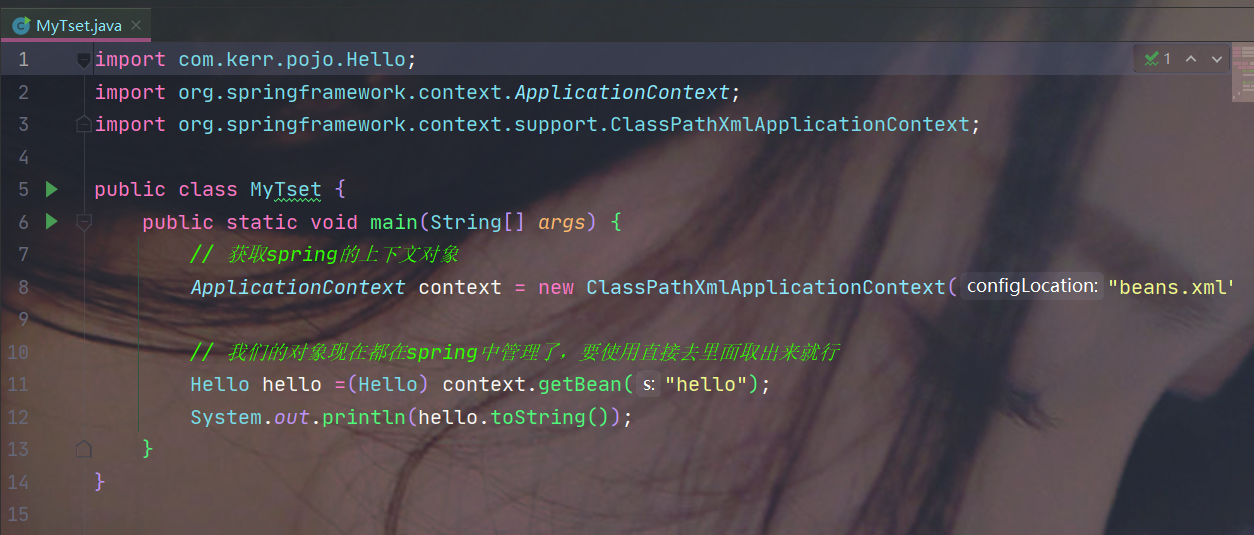 MyTset.java
1 import com.kerr.pojo.Hello; 1
2 import org.springframework.context.ApplicationContext;
3 import org.springframework.context.support.ClassPathXmlApplicationContext;
4
5 public class MyTset {
6 public static void main(String[] args) {
7 // 获取spring的上下文对象
8 ApplicationContext context = new ClassPathXmlApplicationContext( configLocation: "beans.xml"
9
10 // 我们的对象现在都在spring中管理了，要使用直接去里面取出来就行
11 Hello hello =(Hello) context.getBean( s: "hello");
12 System.out.println(hello.toString());
13 }
14 }
15